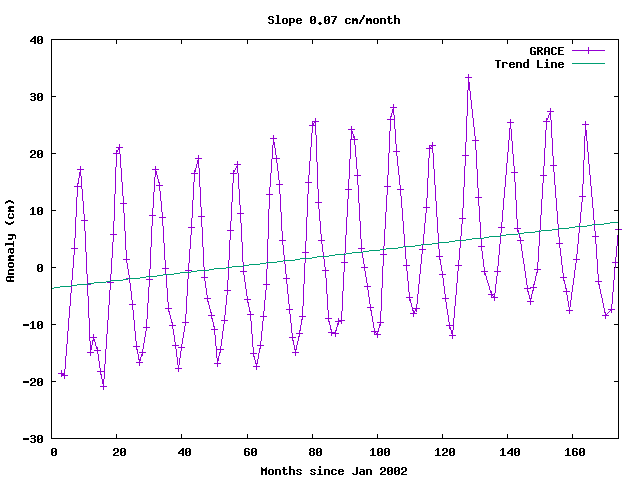 Slope 0.07 cm/month
GRACE
Trend Line
40
30
20
10
0
-10
-20
-30
Anomaly (cm)
0 20 40 60 80 100 120 140 160
Months since Jan 2002